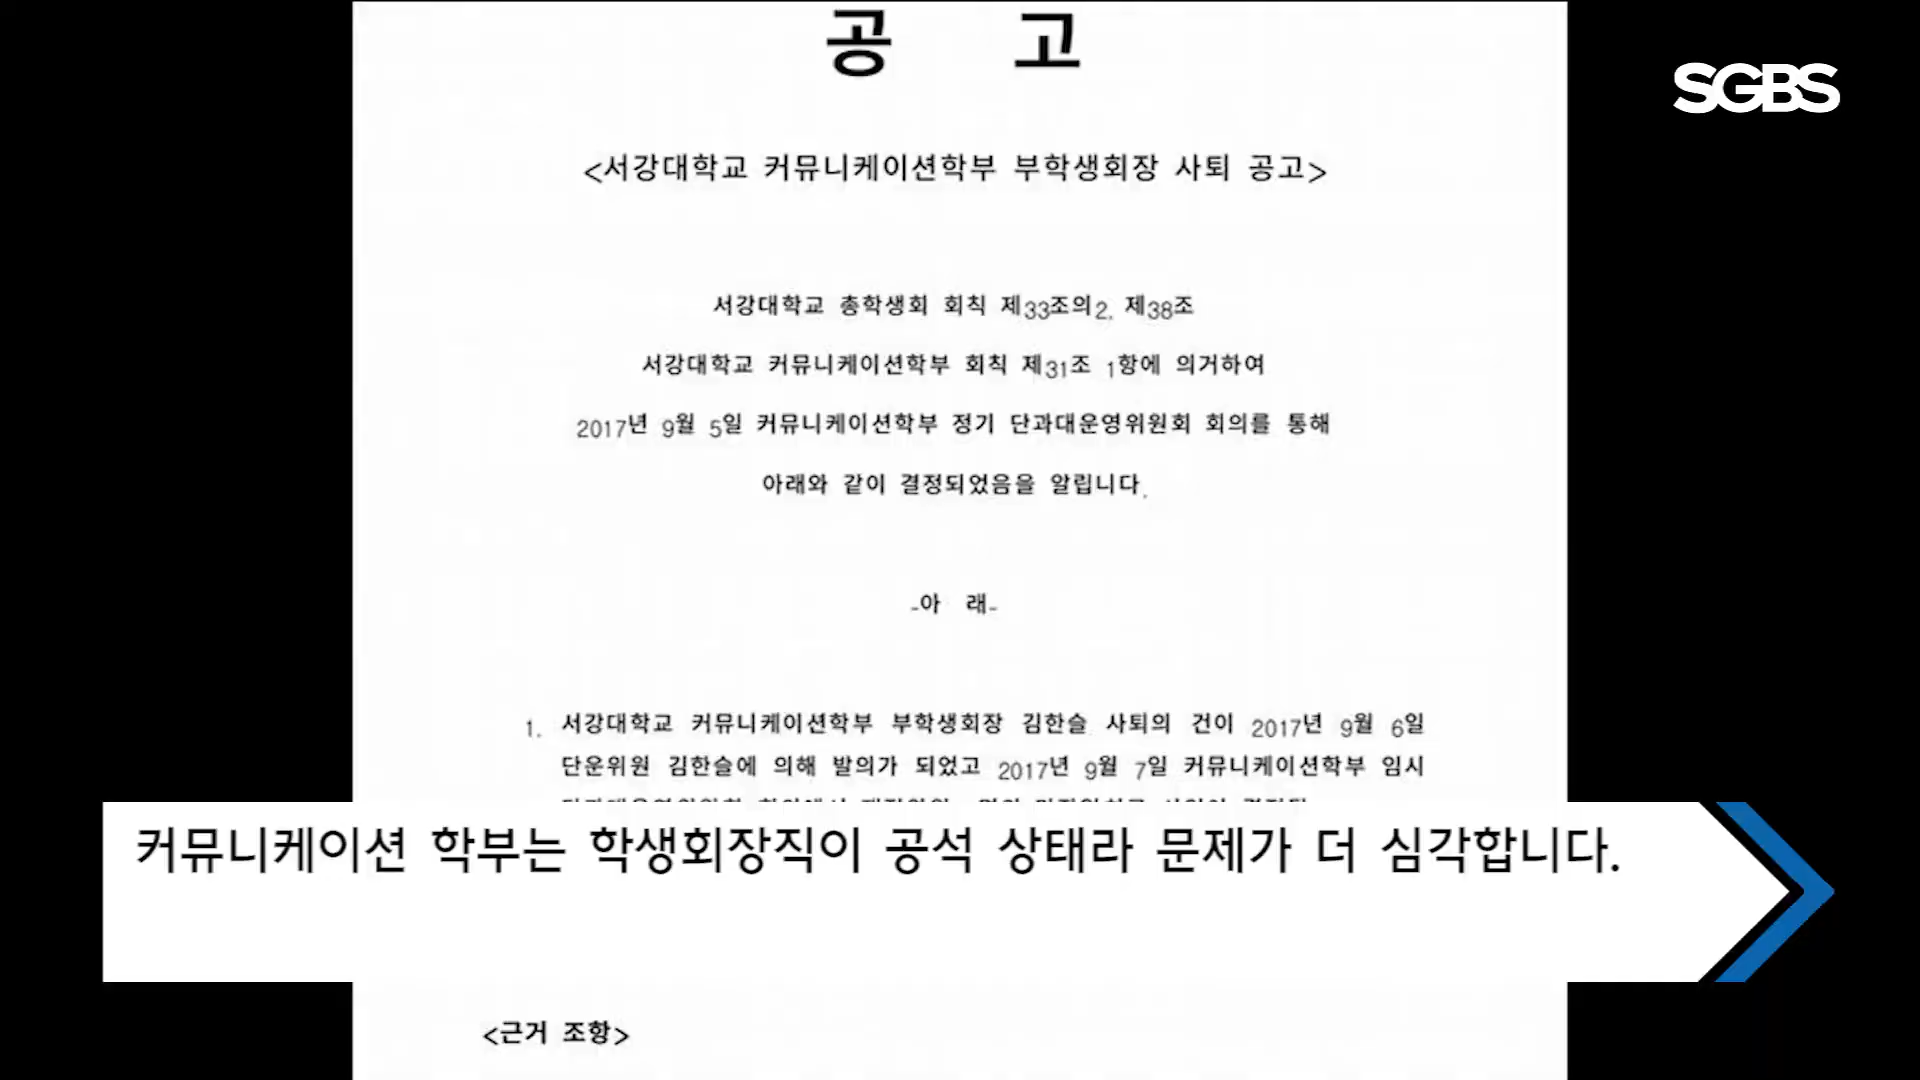 공 고
SGBS
<서강대학교 커뮤니케이션학부 부학생회장 사퇴 공고>
서강대학교 총학생회 회칙 제33조의2, 제38조
서강대학교 커뮤니케이션학부 회칙 제31조 1항에 의거하여
2017년 9월 5일 커뮤니케이션학부 정기 단과대운영위원회 회의를 통해
아래와 같이 결정되었음을 알립니다.
-아 래-
1. 서강대학교 커뮤니케이션학부 부학생회장 김한슬 사퇴의 건이 2017년 9월 6일
단운위원 김한슬에 의해 발의가 되었고 2017년 9월 7일 커뮤니케이션학부 임시
커뮤니케이션 학부는 학생회장직이 공석 상태라 문제가 더 심각합니다.
<근거 조항>